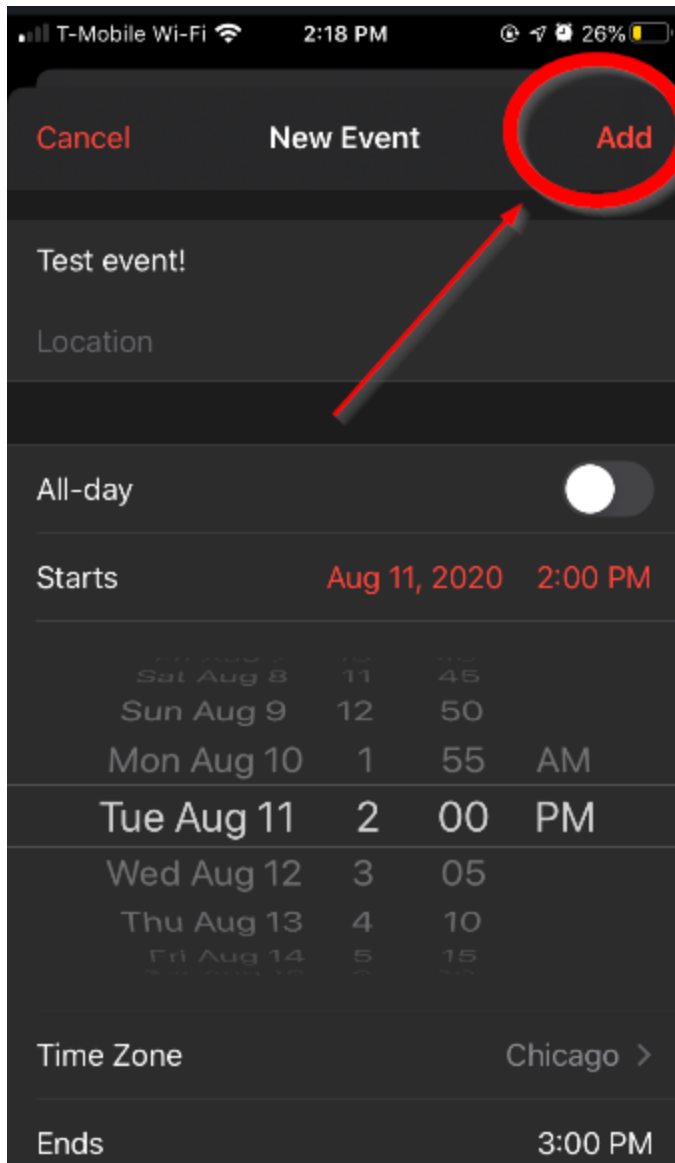 T-Mobile Wi-Fi 2:18 PM 26%
Cancel New Event Add
Test event!
Location
All-day
Starts Aug 11, 2020 2:00 PM
Sat Aug 8 11 45
Sun Aug 9 12 50
Mon Aug 10 1 55 AM
Tue Aug 11 2 00 PM
Wed Aug 12 3 05
Thu Aug 13 4 10
Fri Aug 14 5 15
Time Zone Chicago >
Ends 3:00 PM